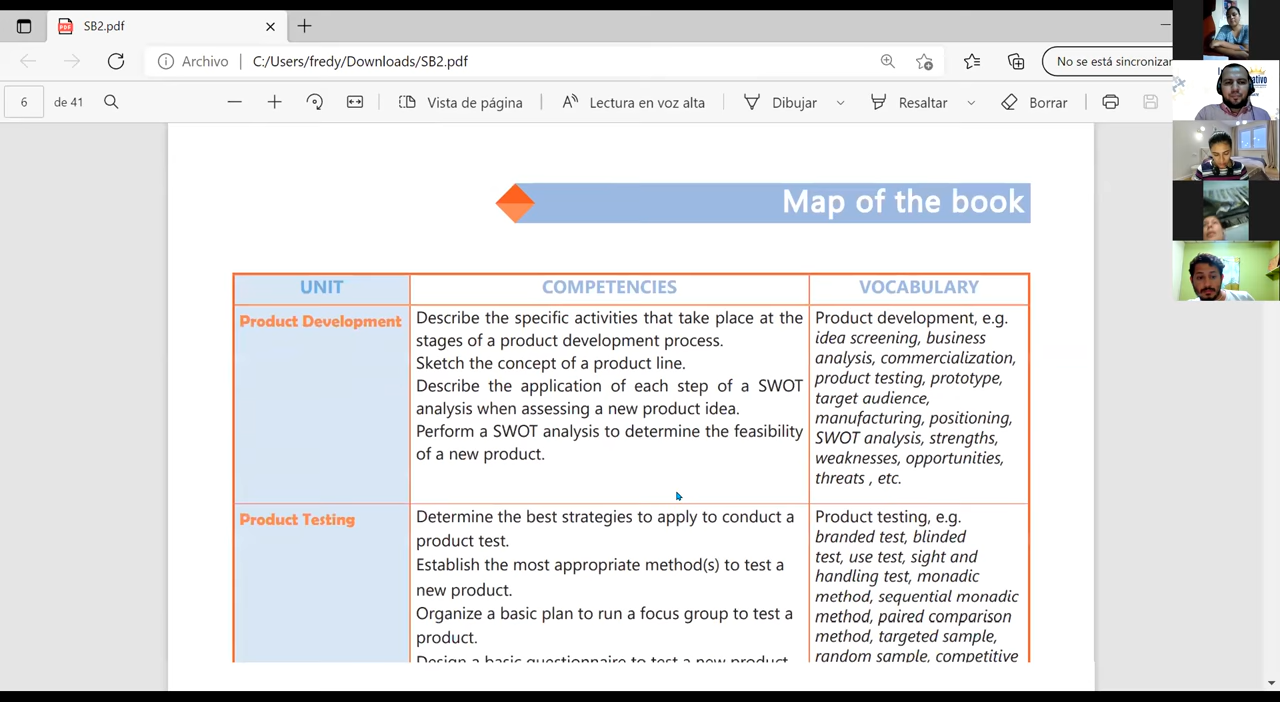 SB2.pdf
Archivo C:/Users/fredy/Downloads/SB2.pdf
No se está sincronizar
6 de 41
Vista de página
Lectura en voz alta
Dibujar
Resaltar
Borrar
Map of the book
UNIT COMPETENCIES VOCABULARY
Product Development
Describe the specific activities that take place at the
stages of a product development process.
Sketch the concept of a product line.
Describe the application of each step of a SWOT
analysis when assessing a new product idea.
Perform a SWOT analysis to determine the feasibility
of a new product.
Product development, e.g.
idea screening, business
analysis, commercialization,
product testing, prototype,
target audience,
manufacturing, positioning,
SWOT analysis, strengths,
weaknesses, opportunities,
threats , etc.
Product Testing
Determine the best strategies to apply to conduct a
product test.
Establish the most appropriate method(s) to test a
new product.
Organize a basic plan to run a focus group to test a
product.
Design a basic questionnaire to test a new product
Product testing, e.g.
branded test, blinded
test, use test, sight and
handling test, monadic
method, sequential monadic
method, paired comparison
method, targeted sample,
random sample, competitive